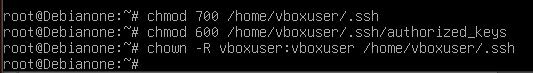 root@Debianone:~# chmod 700 /home/vboxuser/.ssh
root@Debianone:~# chmod 600 /home/vboxuser/.ssh/authorized_keys
root@Debianone:~# chown -R vboxuser:vboxuser /home/vboxuser/.ssh
root@Debianone:~#